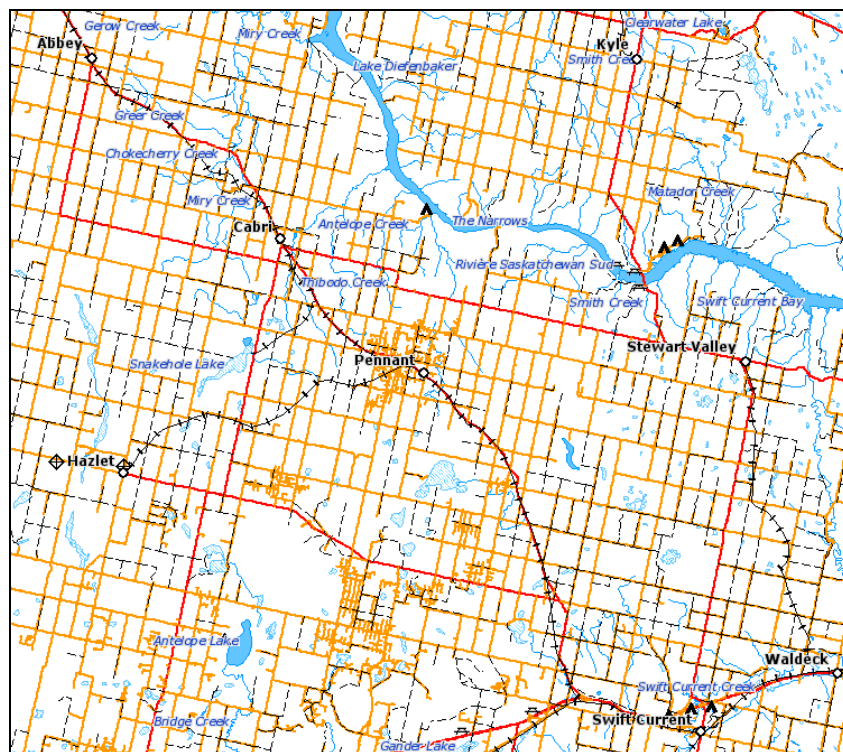 Gerow Creek
Miry Creek
Clearwater Lake
Abbey
Kyle
Smith Cree
Lake Diefenbaker
Greer Creek
Chokecherry Creek
Matador Creek
Miry Creek
Cabri
Antelope Creek
The Narrows
Rivière Saskatchewan Sud
Thibodo Creek
Smith Creek
Swift Current Bay
Stewart Valley
Pennant
Snakehole Lake
Hazlet
Antelope Lake
Waldeck
Swift Current Creek
Bridge Creek
Swift Current
Gander Lake